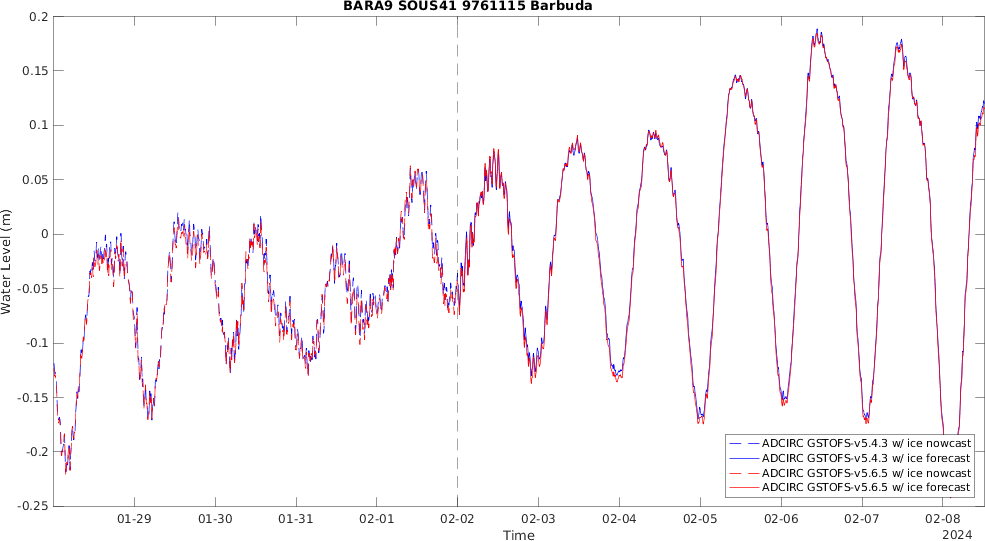 BARA9 SOUS41 9761115 Barbuda
0.2
0.15
0.1
0.05
0
-0.05
-0.1
-0.15
-0.2
-0.25
Water Level (m)
ADCIRC GSTOFS-v5.4.3 w/ ice nowcast
ADCIRC GSTOFS-v5.4.3 w/ ice forecast
ADCIRC GSTOFS-v5.6.5 w/ ice nowcast
ADCIRC GSTOFS-v5.6.5 w/ ice forecast
01-29 01-30 01-31 02-01 02-02 02-03 02-04 02-05 02-06 02-07 02-08
Time
2024